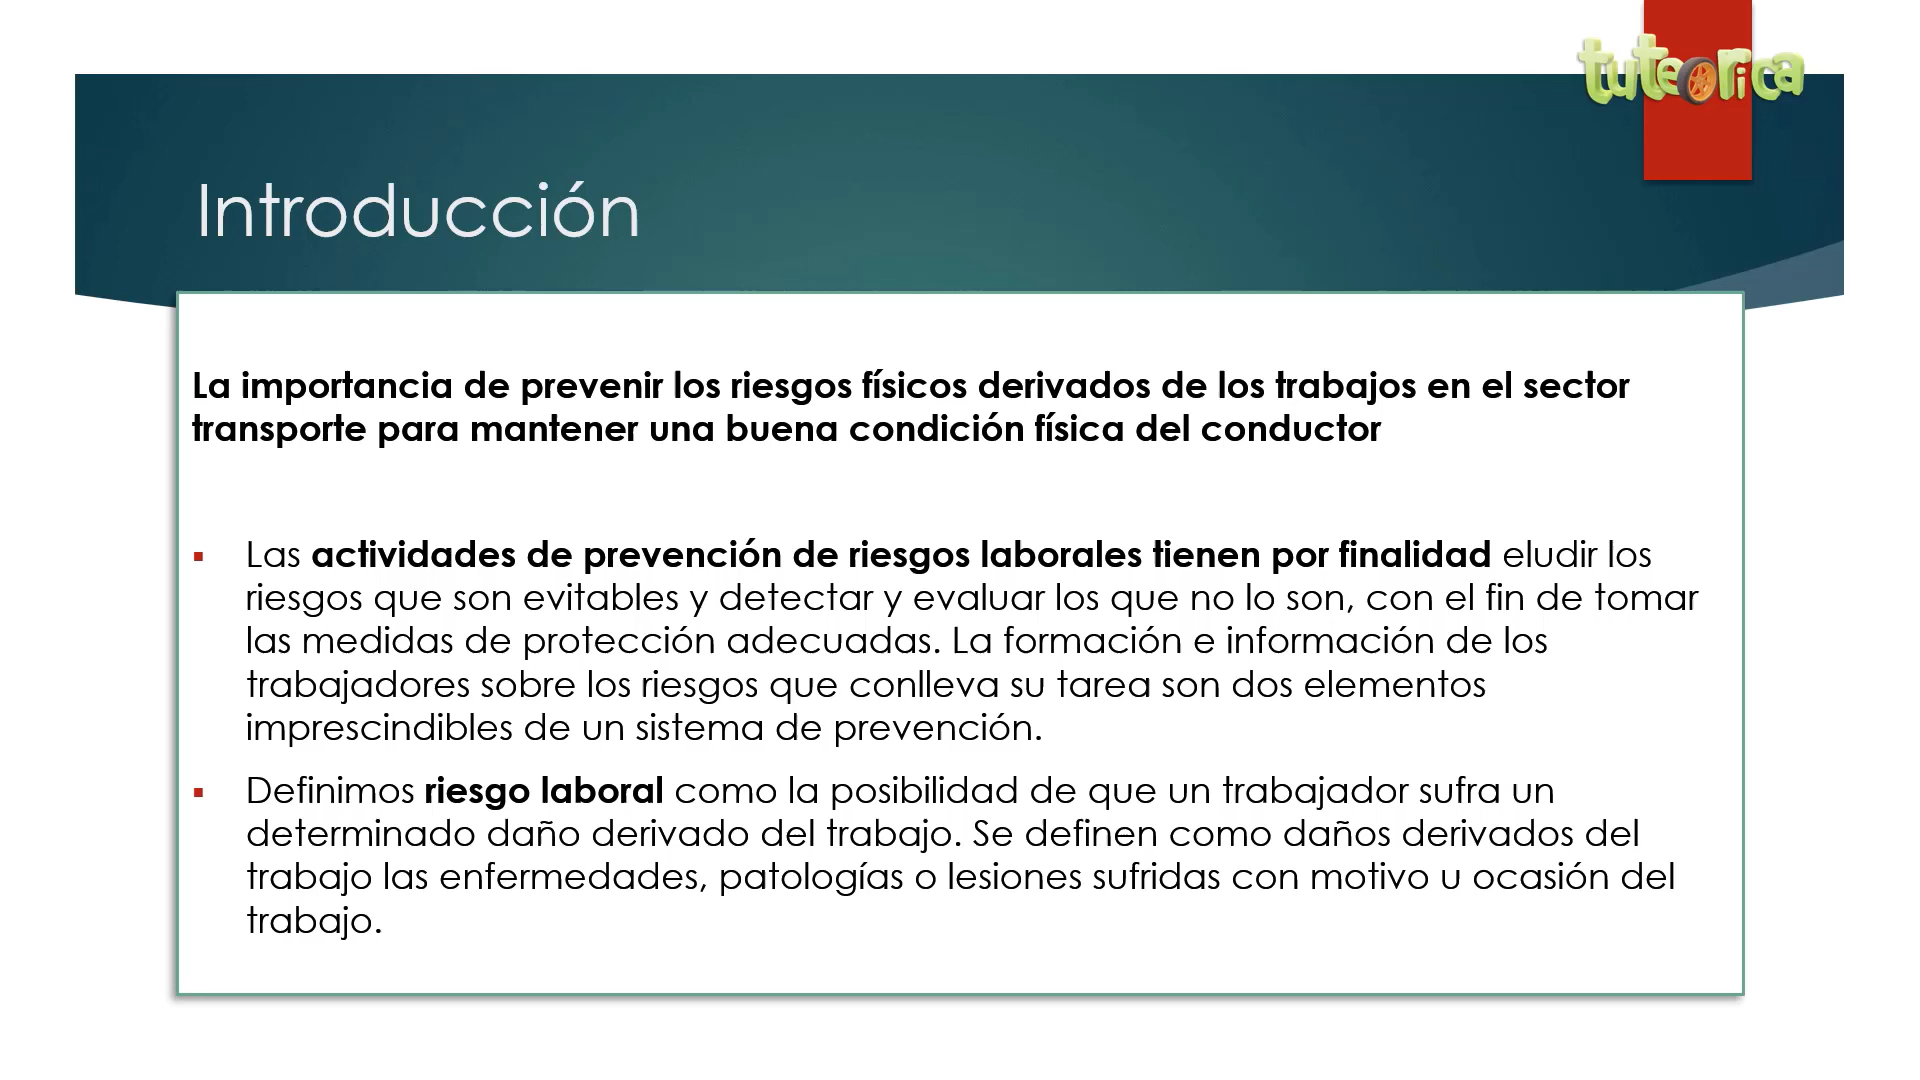 tuteorica
Introducción
La importancia de prevenir los riesgos físicos derivados de los trabajos en el sector
transporte para mantener una buena condición física del conductor
▪ Las actividades de prevención de riesgos laborales tienen por finalidad eludir los
riesgos que son evitables y detectar y evaluar los que no lo son, con el fin de tomar
las medidas de protección adecuadas. La formación e información de los
trabajadores sobre los riesgos que conlleva su tarea son dos elementos
imprescindibles de un sistema de prevención.
▪ Definimos riesgo laboral como la posibilidad de que un trabajador sufra un
determinado daño derivado del trabajo. Se definen como daños derivados del
trabajo las enfermedades, patologías o lesiones sufridas con motivo u ocasión del
trabajo.